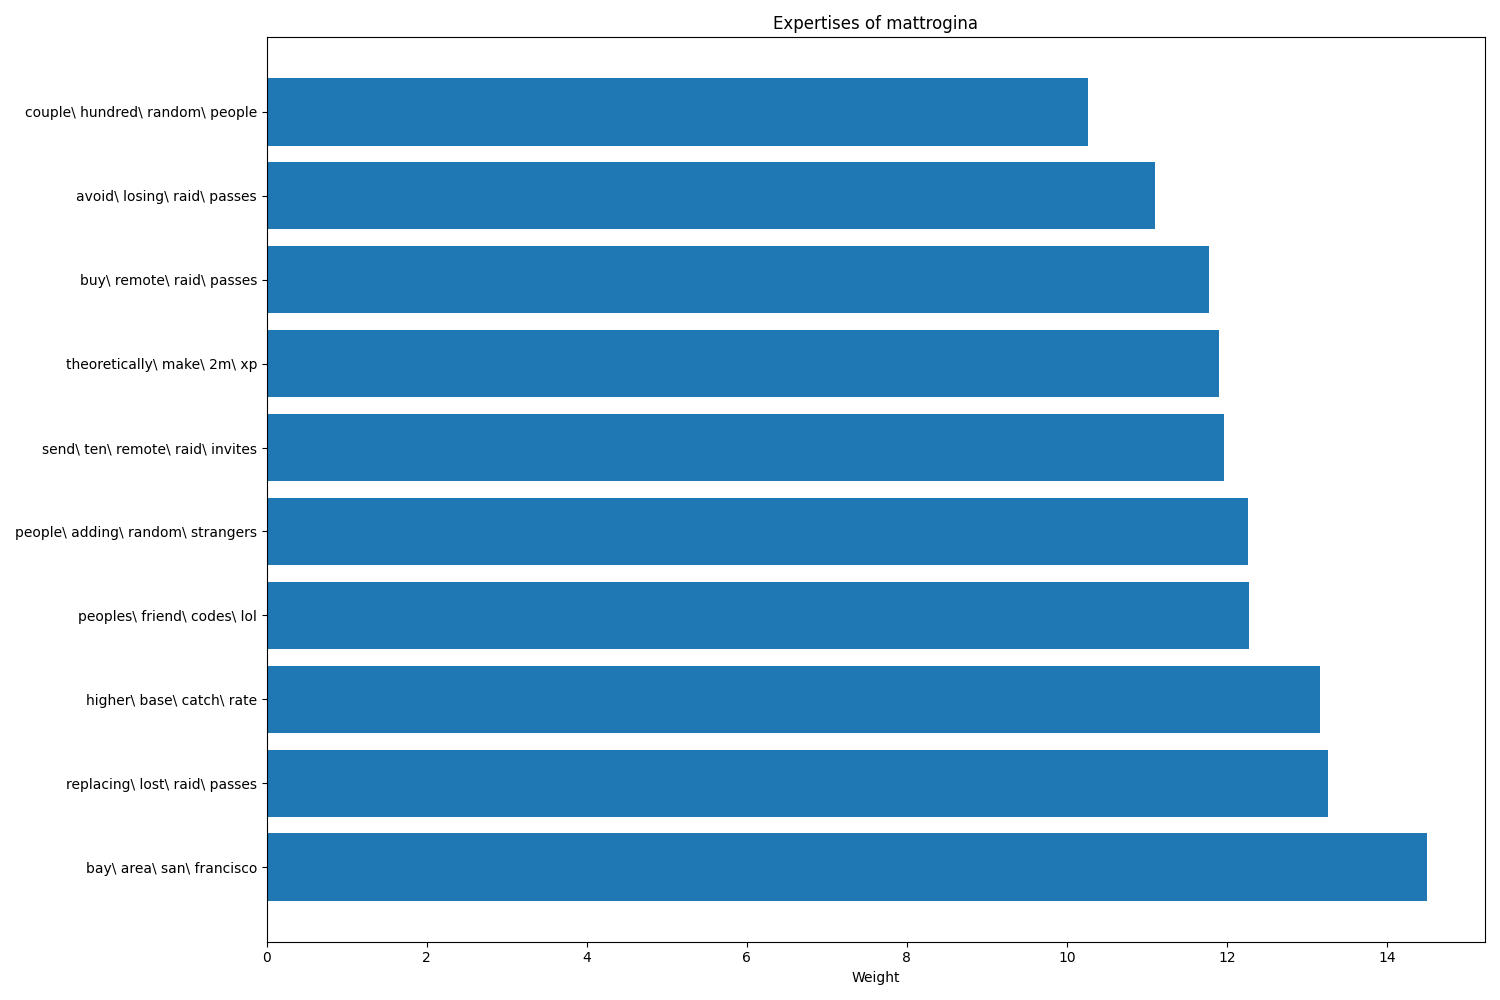 Expertises of mattrogina
couple\ hundred\ random\ people
avoid\ losing\ raid\ passes
buy\ remote\ raid\ passes
theoretically\ make\ 2m\ xp
send\ ten\ remote\ raid\ invites
people\ adding\ random\ strangers
peoples\ friend\ codes\ lol
higher\ base\ catch\ rate
replacing\ lost\ raid\ passes
bay\ area\ san\ francisco
0 2 4 6 8 10 12 14
Weight